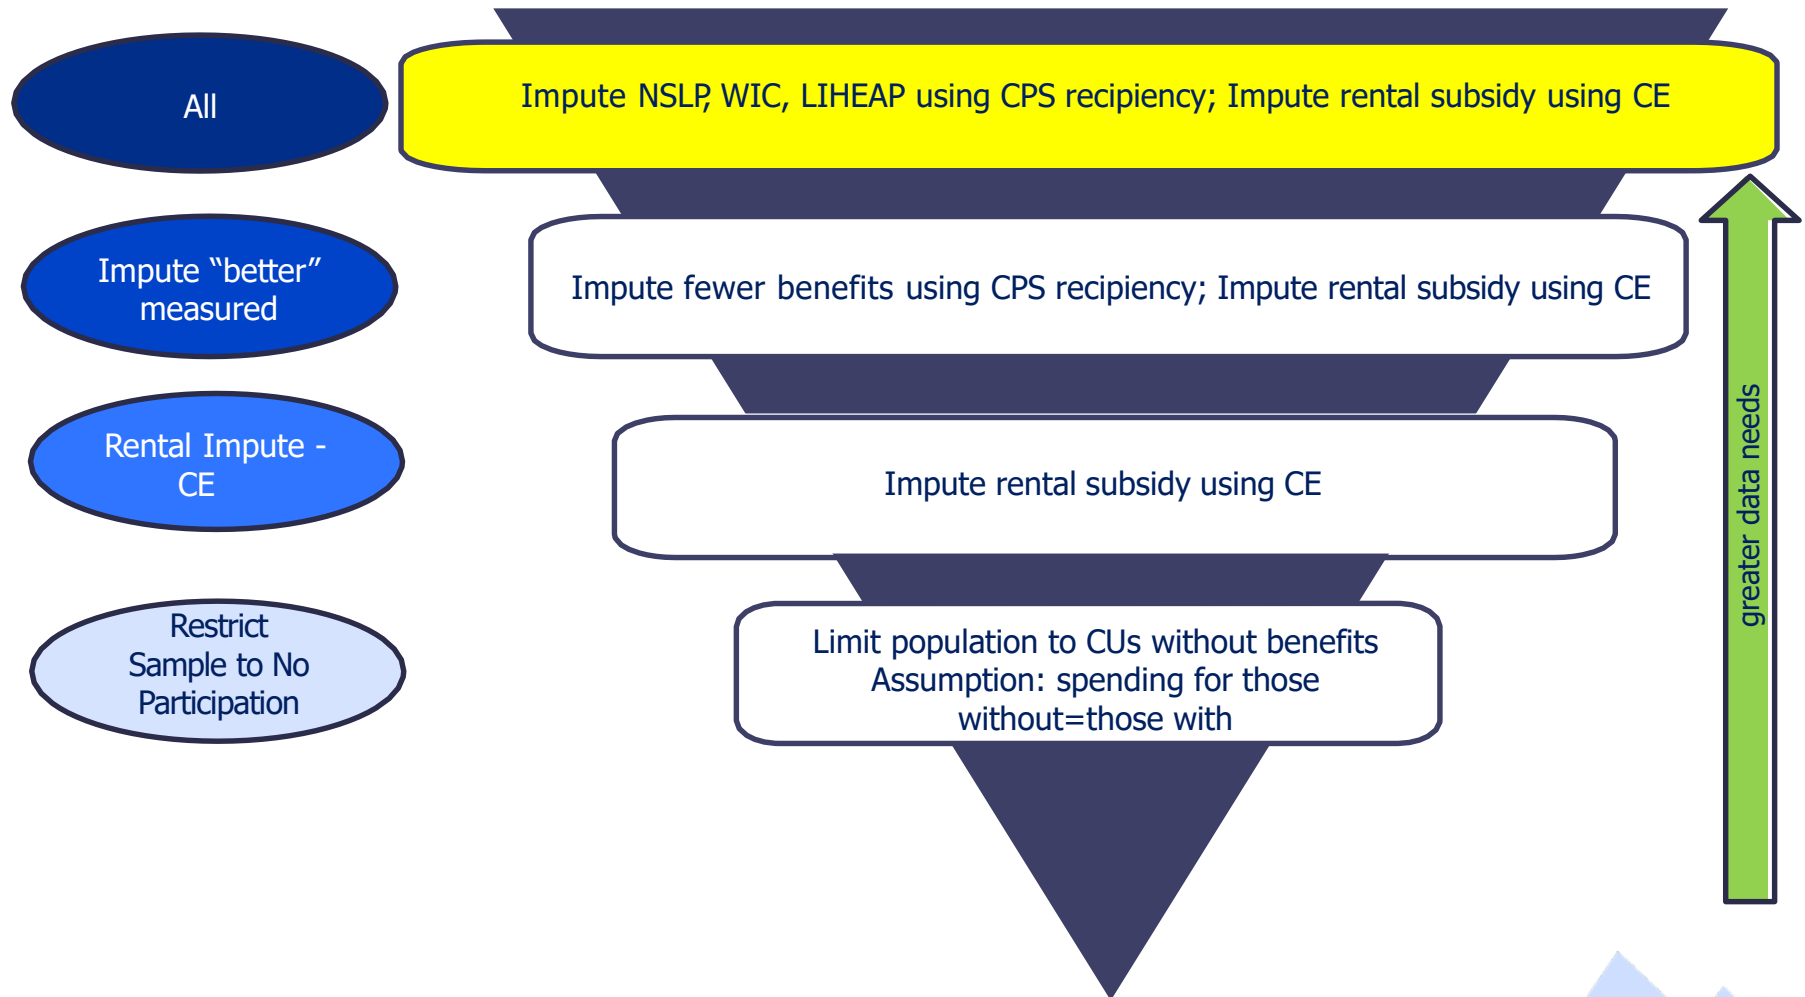 All
Impute NSLP, WIC, LIHEAP using CPS recipiency; Impute rental subsidy using CE
Impute “better”
measured
Impute fewer benefits using CPS recipiency; Impute rental subsidy using CE
Rental Impute -
CE
Impute rental subsidy using CE
Restrict
Sample to No
Participation
Limit population to CUs without benefits
Assumption: spending for those
without=those with
greater data needs